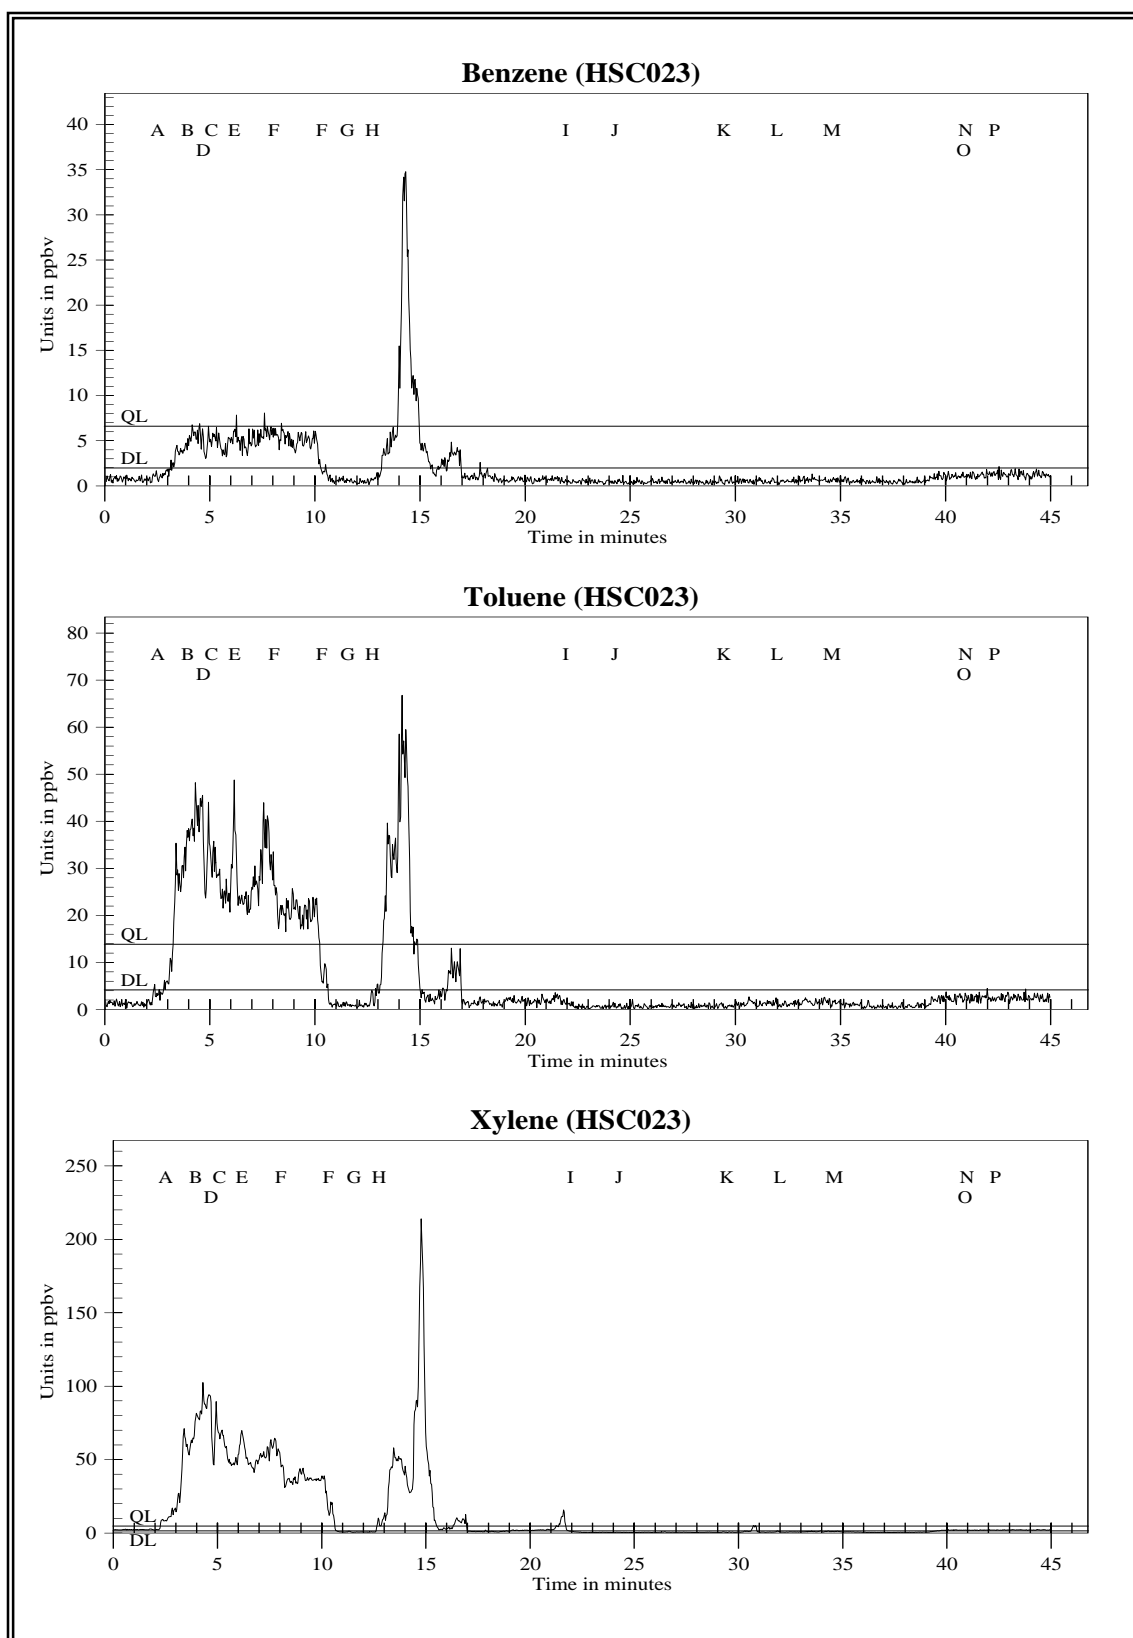 Benzene (HSC023)
40
A B C E F F G H I J K L M N P
D O
35
30
25
Units in ppbv
20
15
10
QL
5
DL
0
0 5 10 15 20 25 30 35 40 45
Time in minutes
Toluene (HSC023)
80
A B C E F F G H I J K L M N P
D O
70
60
50
Units in ppbv
40
30
20
QL
10
DL
0
0 5 10 15 20 25 30 35 40 45
Time in minutes
Xylene (HSC023)
250
A B C E F F G H I J K L M N P
D O
200
150
Units in ppbv
100
50
QL
0
DL
0 5 10 15 20 25 30 35 40 45
Time in minutes